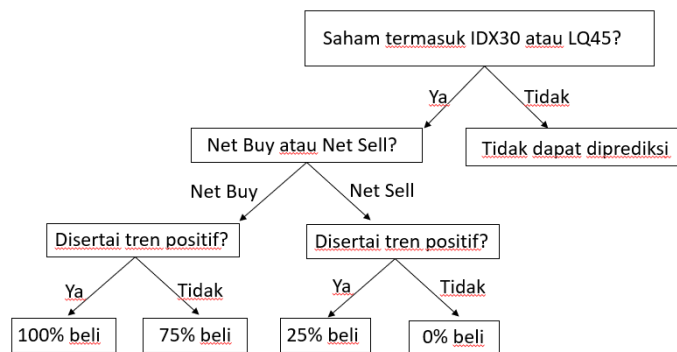 Saham termasuk IDX30 atau LQ45?
Ya
Tidak
Net Buy atau Net Sell?
Tidak dapat diprediksi
Net Buy
Net Sell
Disertai tren positif?
Disertai tren positif?
Ya
Tidak
Ya
Tidak
100% beli
75% beli
25% beli
0% beli